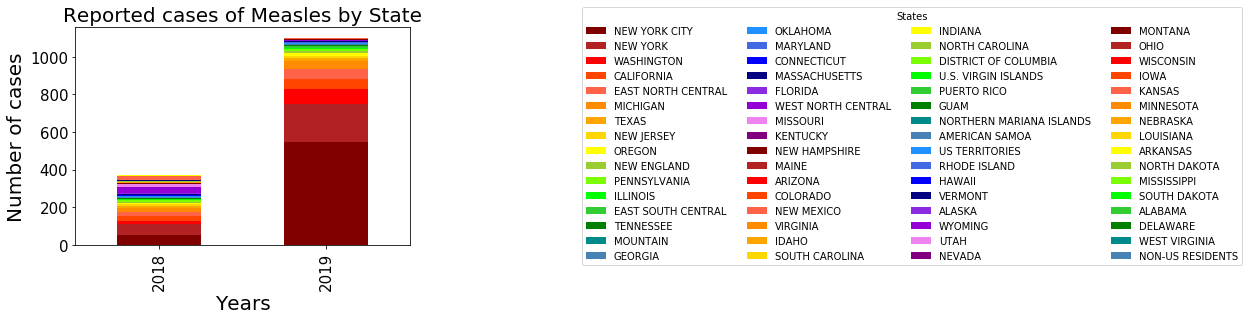 Reported cases of Measles by State
Number of cases
1000
800
600
400
200
0
2018
2019
Years
States
NEW YORK CITY
NEW YORK
WASHINGTON
CALIFORNIA
EAST NORTH CENTRAL
MICHIGAN
TEXAS
NEW JERSEY
OREGON
NEW ENGLAND
PENNSYLVANIA
ILLINOIS
EAST SOUTH CENTRAL
TENNESSEE
MOUNTAIN
GEORGIA
OKLAHOMA
MARYLAND
CONNECTICUT
MASSACHUSETTS
FLORIDA
WEST NORTH CENTRAL
MISSOURI
KENTUCKY
NEW HAMPSHIRE
MAINE
ARIZONA
COLORADO
NEW MEXICO
VIRGINIA
IDAHO
SOUTH CAROLINA
INDIANA
NORTH CAROLINA
DISTRICT OF COLUMBIA
U.S. VIRGIN ISLANDS
PUERTO RICO
GUAM
NORTHERN MARIANA ISLANDS
AMERICAN SAMOA
US TERRITORIES
RHODE ISLAND
HAWAII
VERMONT
ALASKA
WYOMING
UTAH
NEVADA
MONTANA
OHIO
WISCONSIN
IOWA
KANSAS
MINNESOTA
NEBRASKA
LOUISIANA
ARKANSAS
NORTH DAKOTA
MISSISSIPPI
SOUTH DAKOTA
ALABAMA
DELAWARE
WEST VIRGINIA
NON-US RESIDENTS